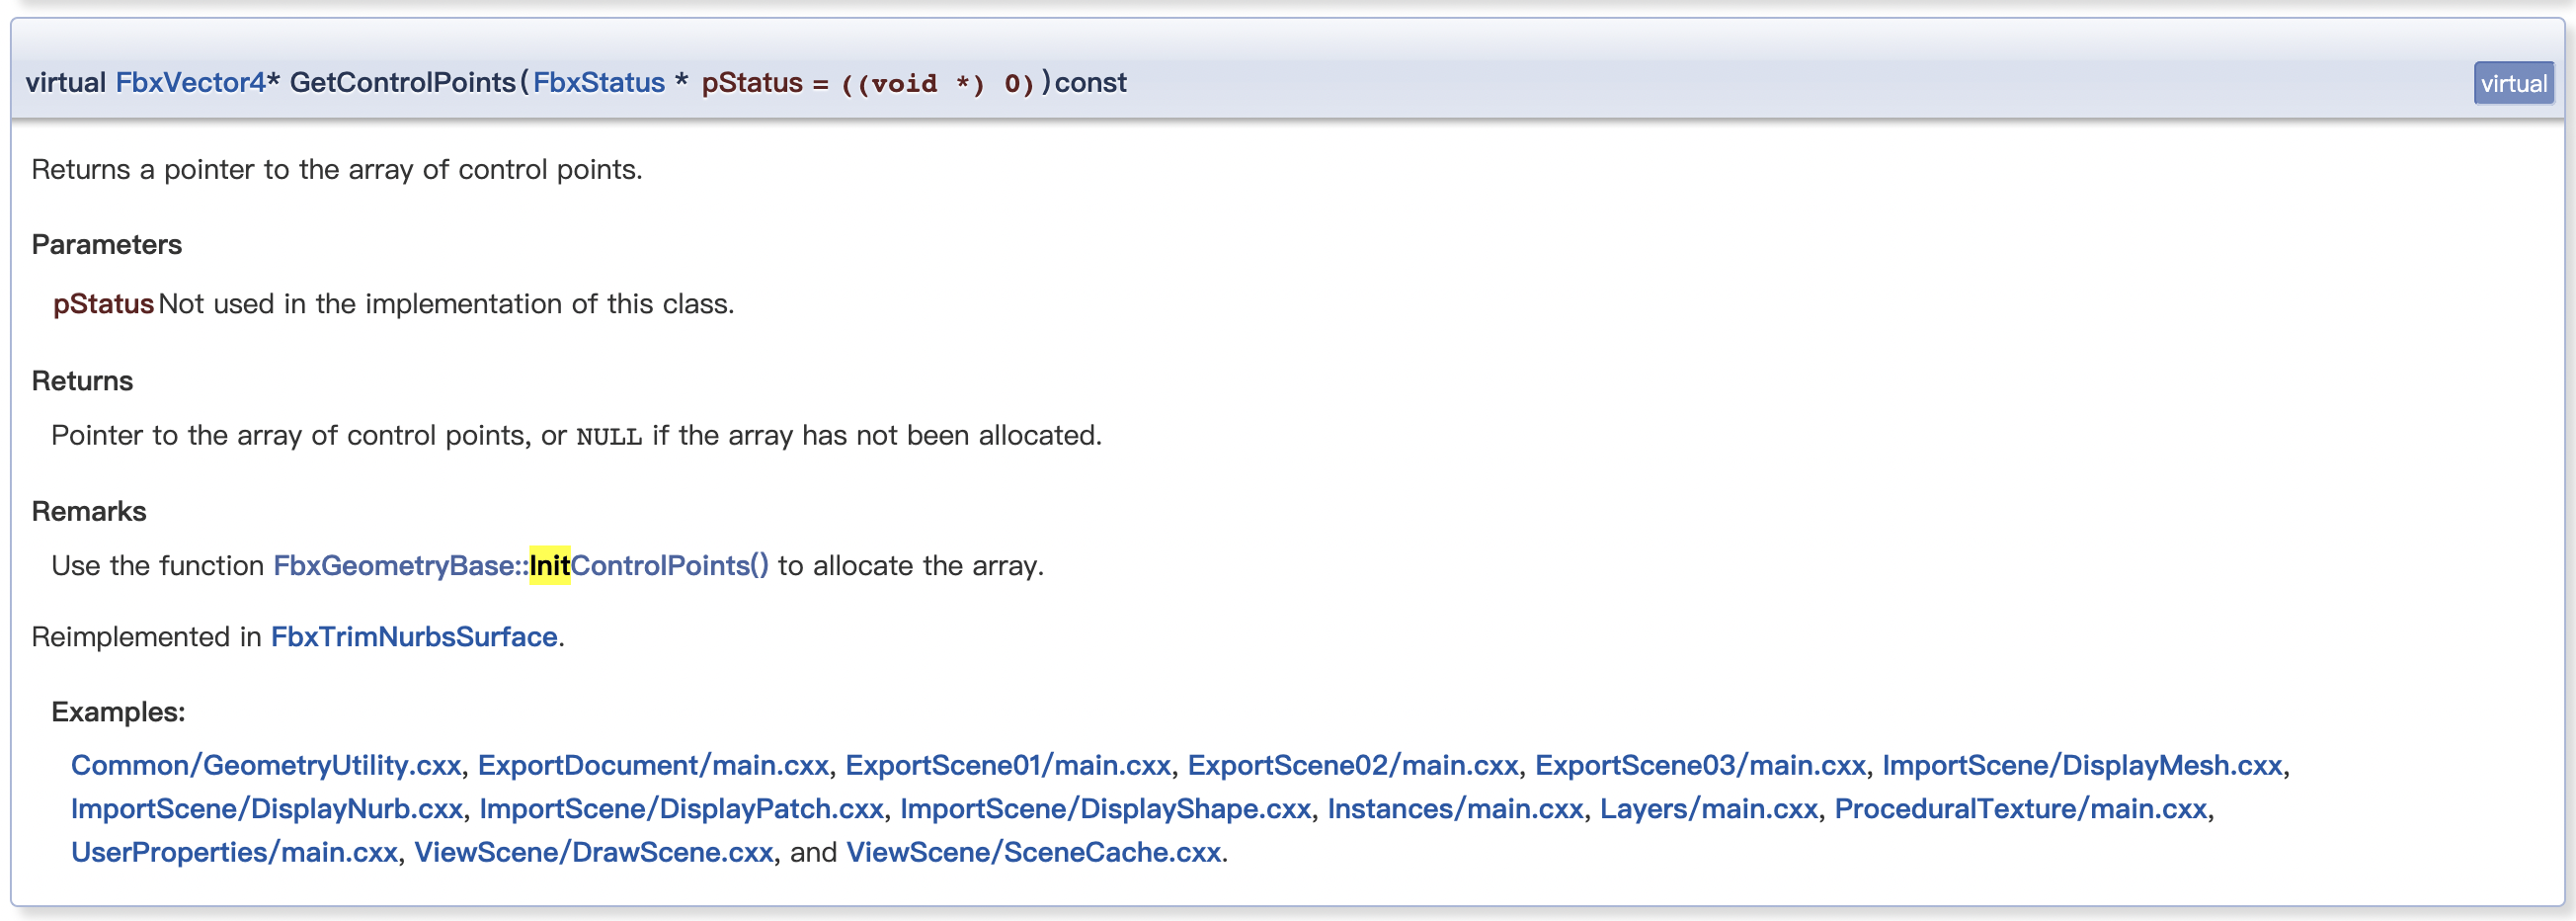 virtual FbxVector4* GetControlPoints(FbxStatus * pStatus = ((void *) 0))const
virtual
Returns a pointer to the array of control points.
Parameters
pStatus Not used in the implementation of this class.
Returns
Pointer to the array of control points, or NULL if the array has not been allocated.
Remarks
Use the function FbxGeometryBase::InitControlPoints() to allocate the array.
Reimplemented in FbxTrimNurbsSurface.
Examples:
Common/GeometryUtility.cxx, ExportDocument/main.cxx, ExportScene01/main.cxx, ExportScene02/main.cxx, ExportScene03/main.cxx, ImportScene/DisplayMesh.cxx,
ImportScene/DisplayNurb.cxx, ImportScene/DisplayPatch.cxx, ImportScene/DisplayShape.cxx, Instances/main.cxx, Layers/main.cxx, ProceduralTexture/main.cxx,
UserProperties/main.cxx, ViewScene/DrawScene.cxx, and ViewScene/SceneCache.cxx.